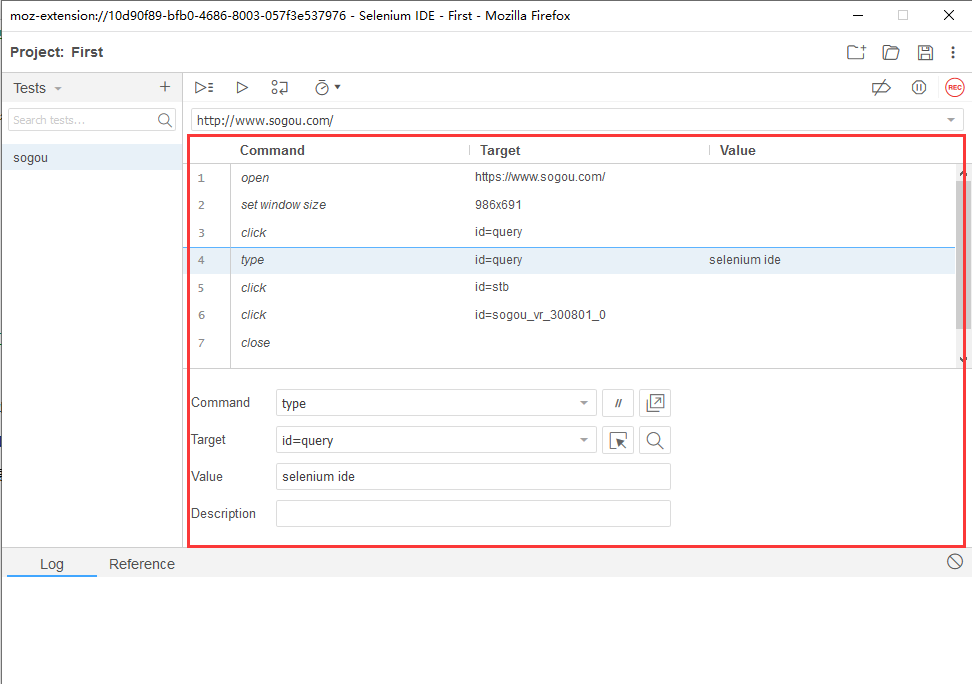 moz-extension://10d90f89-bfb0-4686-8003-057f3e537976 - Selenium IDE - First - Mozilla Firefox
Project: First
Tests
REC
Search tests...
http://www.sogou.com/
sogou
Command Target Value
1 open https://www.sogou.com/
2 set window size 986x691
3 click id=query
4 type id=query selenium ide
5 click id=stb
6 click id=sogou_vr_300801_0
7 close
Command type //
Target id=query
Value selenium ide
Description
Log Reference